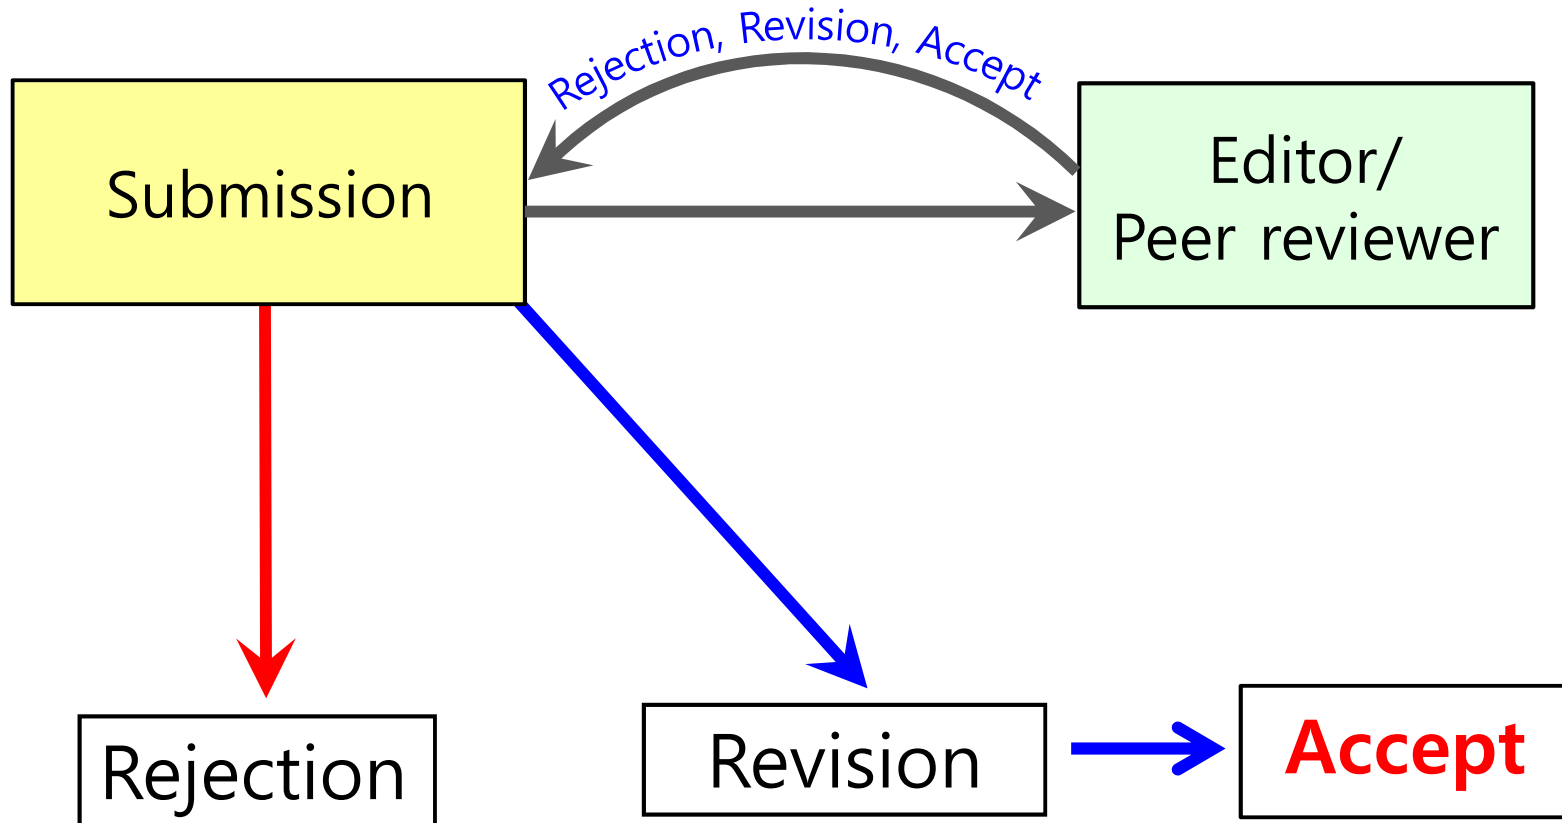 Rejection, Revision, Accept
Submission
Editor/
Peer reviewer
Rejection
Revision
Accept